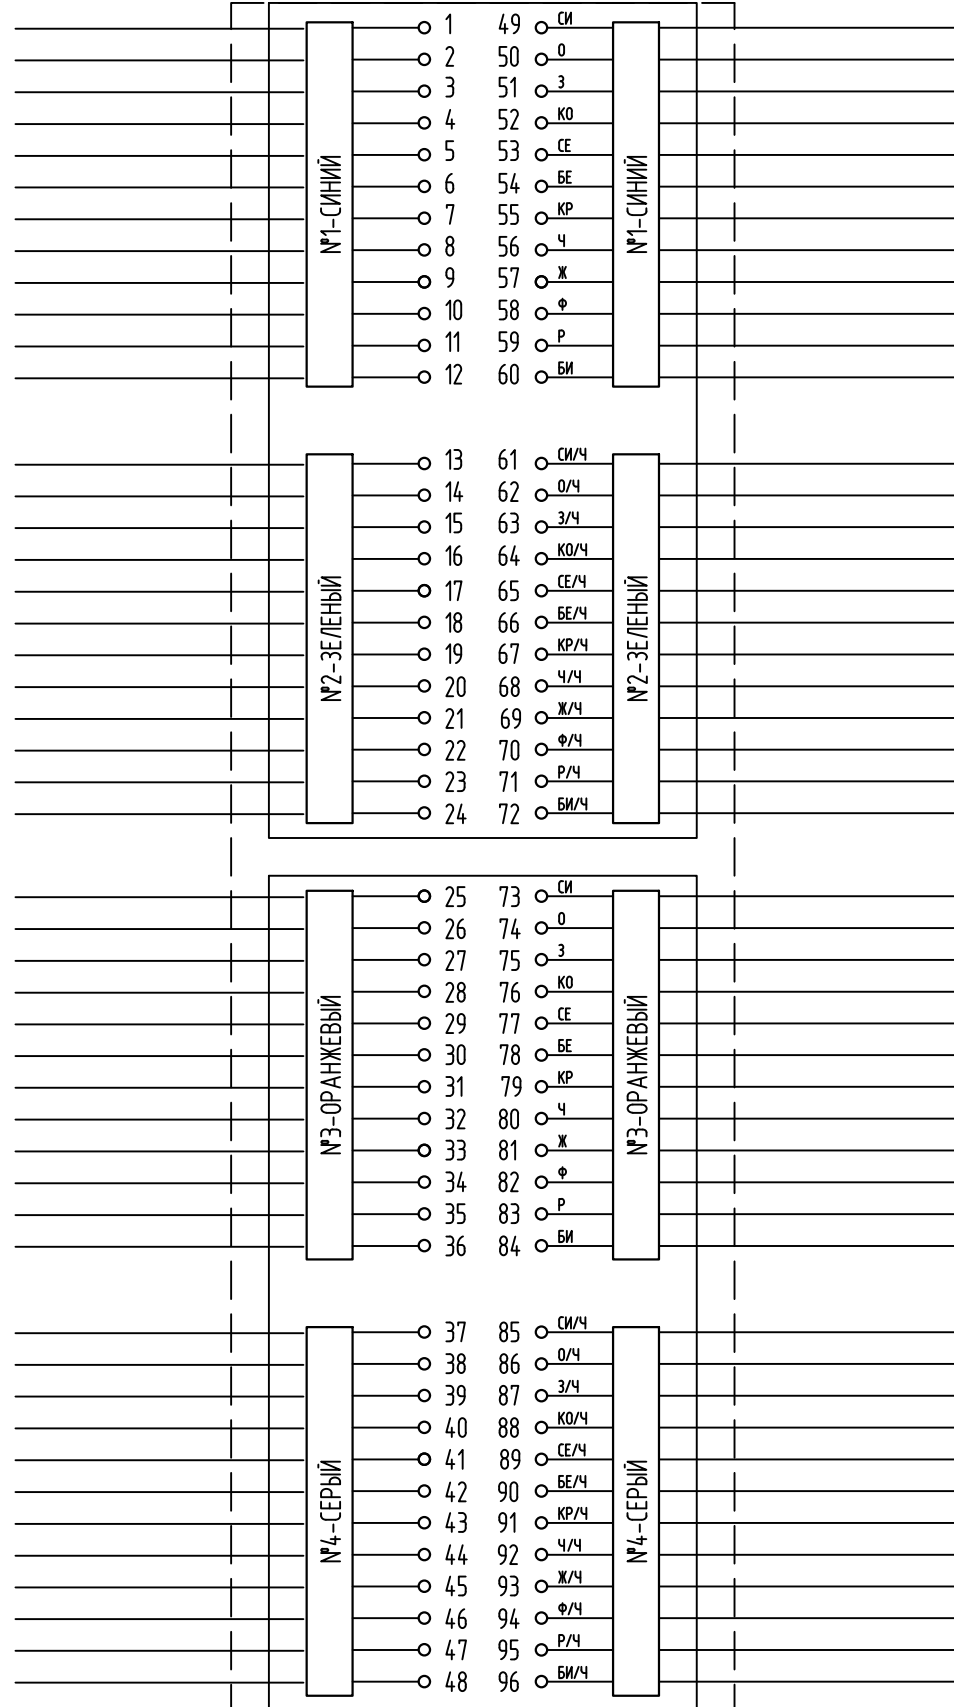 1 49 СИ
2 50 О
3 51 З
4 52 КО
5 53 СЕ
6 54 БЕ
7 55 КР
8 56 Ч
9 57 Ж
10 58 Ф
11 59 Р
12 60 БИ
№1-СИНИЙ
№1-СИНИЙ
13 61 СИ/Ч
14 62 О/Ч
15 63 З/Ч
16 64 КО/Ч
17 65 СЕ/Ч
18 66 БЕ/Ч
19 67 КР/Ч
20 68 Ч/Ч
21 69 Ж/Ч
22 70 Ф/Ч
23 71 Р/Ч
24 72 БИ/Ч
№2-ЗЕЛЕНЫЙ
№2-ЗЕЛЕНЫЙ
25 73 СИ
26 74 О
27 75 З
28 76 КО
29 77 СЕ
30 78 БЕ
31 79 КР
32 80 Ч
33 81 Ж
34 82 Ф
35 83 Р
36 84 БИ
№3-ОРАНЖЕВЫЙ
№3-ОРАНЖЕВЫЙ
37 85 СИ/Ч
38 86 О/Ч
39 87 З/Ч
40 88 КО/Ч
41 89 СЕ/Ч
42 90 БЕ/Ч
43 91 КР/Ч
44 92 Ч/Ч
45 93 Ж/Ч
46 94 Ф/Ч
47 95 Р/Ч
48 96 БИ/Ч
№4-СЕРЫЙ
№4-СЕРЫЙ